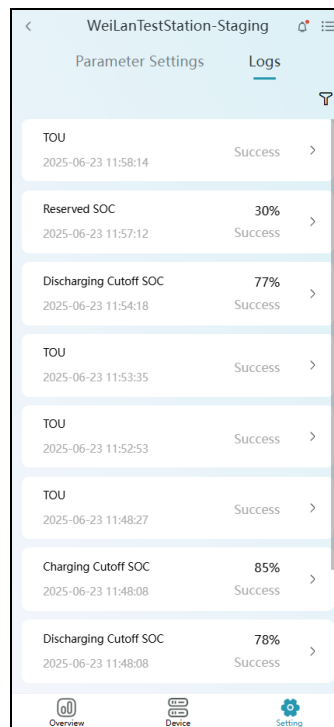 WeiLanTestStation-Staging
Parameter Settings Logs
TOU
Success
2025-06-23 11:58:14
Reserved SOC 30%
2025-06-23 11:57:12 Success
Discharging Cutoff SOC 77%
2025-06-23 11:54:18 Success
TOU
Success
2025-06-23 11:53:35
TOU
Success
2025-06-23 11:52:53
TOU
Success
2025-06-23 11:48:27
Charging Cutoff SOC 85%
2025-06-23 11:48:08 Success
Discharging Cutoff SOC 78%
2025-06-23 11:48:08 Success
Overview Device Setting